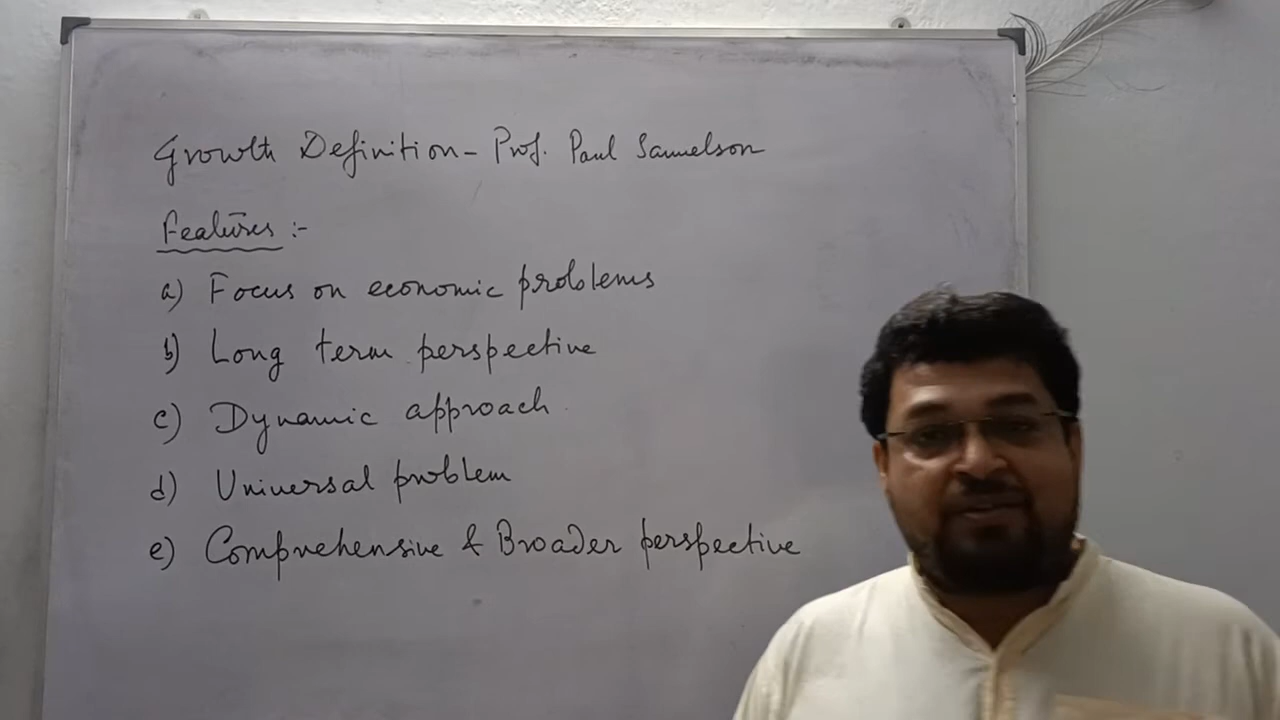 Growth Definition - Prof. Paul Samuelson
Features :-
a) Focus on economic problems
b) Long term perspective
c) Dynamic approach
d) Universal problem
e) Comprehensive & Broader perspective